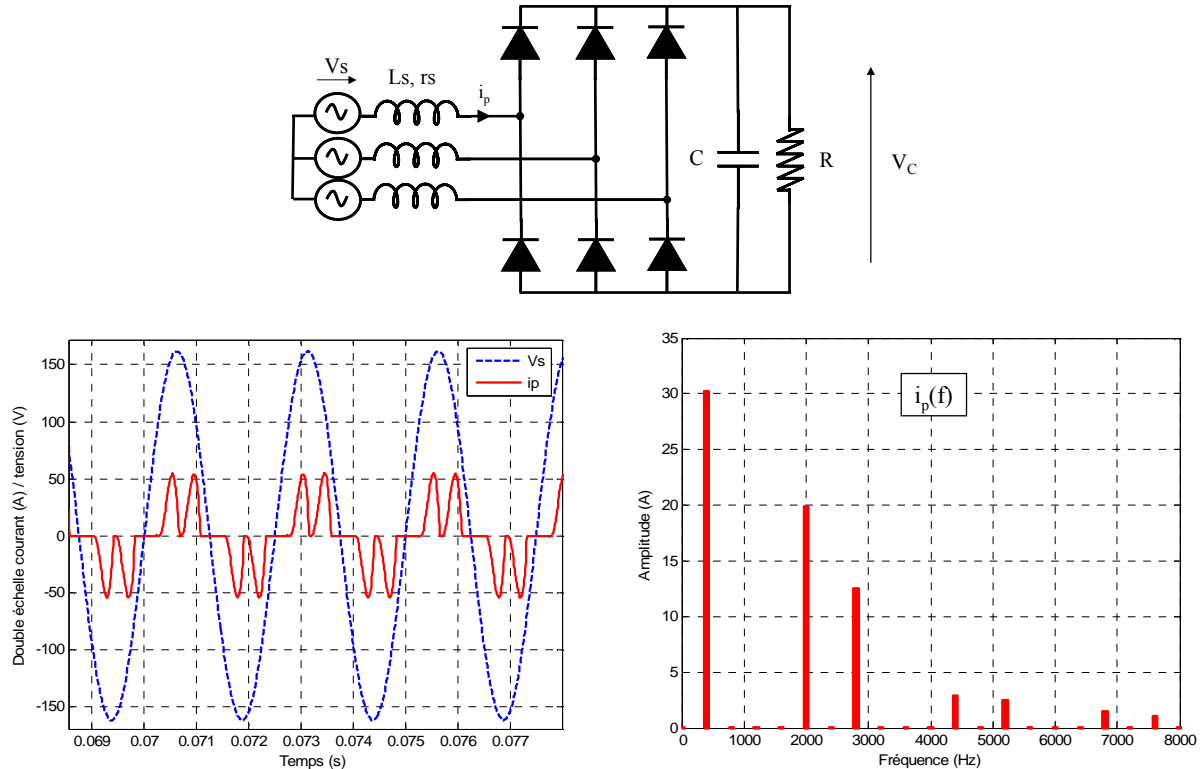 Vs
Ls, rs
ip
C
R
VC
Double échelle courant (A) / tension (V)
150
100
50
0
-50
-100
-150
0.069
0.07
0.071
0.072
0.073
0.074
0.075
0.076
0.077
Temps (s)
Vs
ip
Amplitude (A)
35
30
25
20
15
10
5
0
0
1000
2000
3000
4000
5000
6000
7000
8000
Fréquence (Hz)
ip(f)